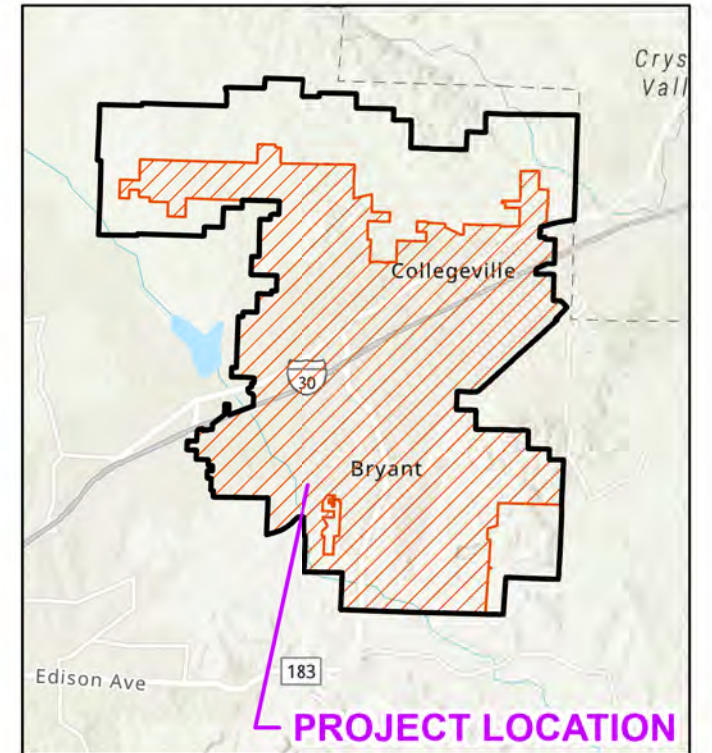 Crys
Vall
Collegeville
30
Bryant
Edison Ave
183
PROJECT LOCATION